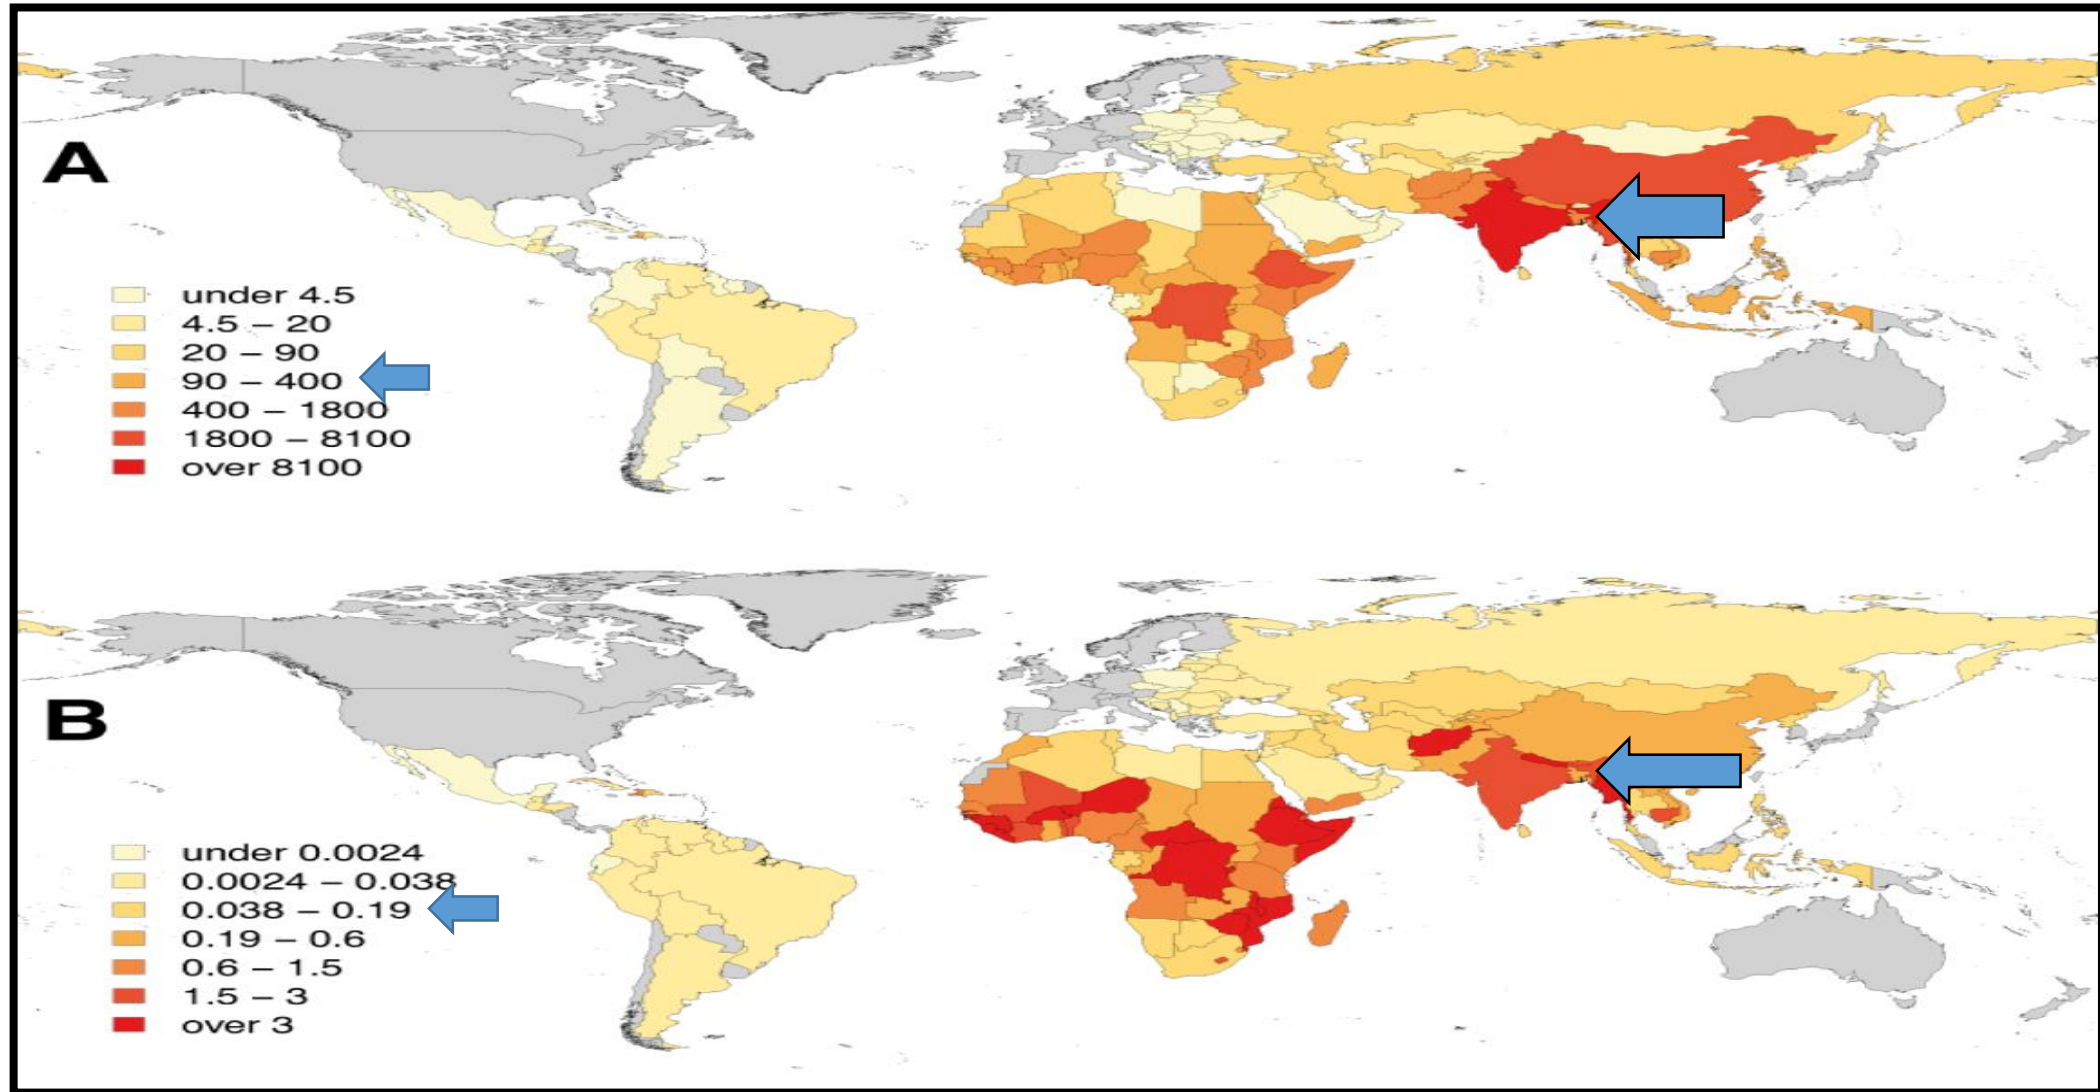 A
under 4.5
4.5 – 20
20 – 90
90 – 400
400 – 1800
1800 – 8100
over 8100
B
under 0.0024
0.0024 – 0.038
0.038 – 0.19
0.19 – 0.6
0.6 – 1.5
1.5 – 3
over 3